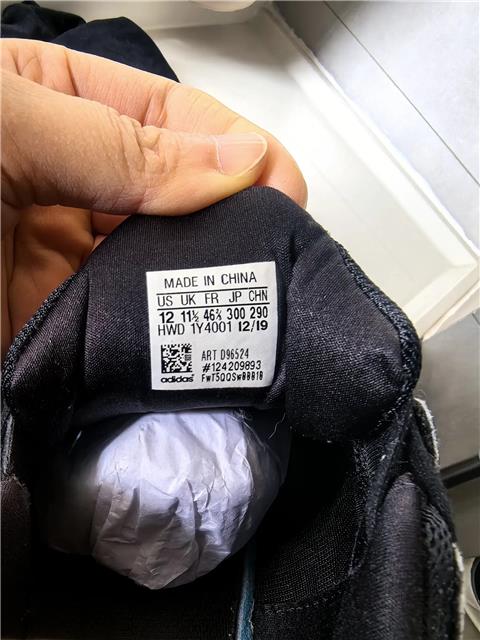 MADE IN CHINA
US UK FR JP CHN
12 11½ 46⅔ 300 290
HWD 1Y4001 12/19
ART D96524
#124209893
adidas